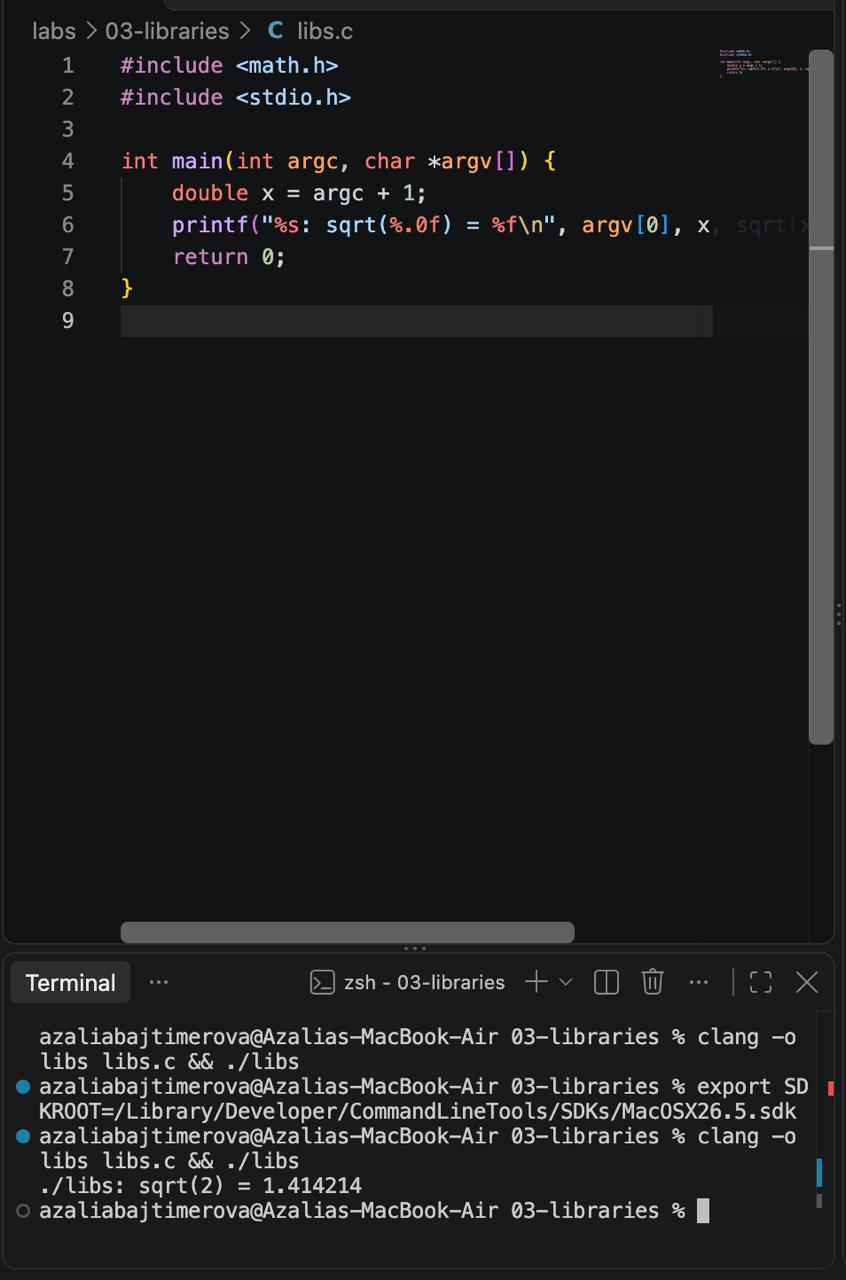 labs > 03-libraries > C libs.c
1 #include <math.h>
2 #include <stdio.h>
3
4 int main(int argc, char *argv[]) {
5     double x = argc + 1;
6     printf("%s: sqrt(%.0f) = %f\n", argv[0], x, sqrt(x
7     return 0;
8 }
9
Terminal ... zsh - 03-libraries
azaliabajtimerova@Azalias-MacBook-Air 03-libraries % clang -o
libs libs.c && ./libs
azaliabajtimerova@Azalias-MacBook-Air 03-libraries % export SD
KROOT=/Library/Developer/CommandLineTools/SDKs/MacOSX26.5.sdk
azaliabajtimerova@Azalias-MacBook-Air 03-libraries % clang -o
libs libs.c && ./libs
./libs: sqrt(2) = 1.414214
azaliabajtimerova@Azalias-MacBook-Air 03-libraries %